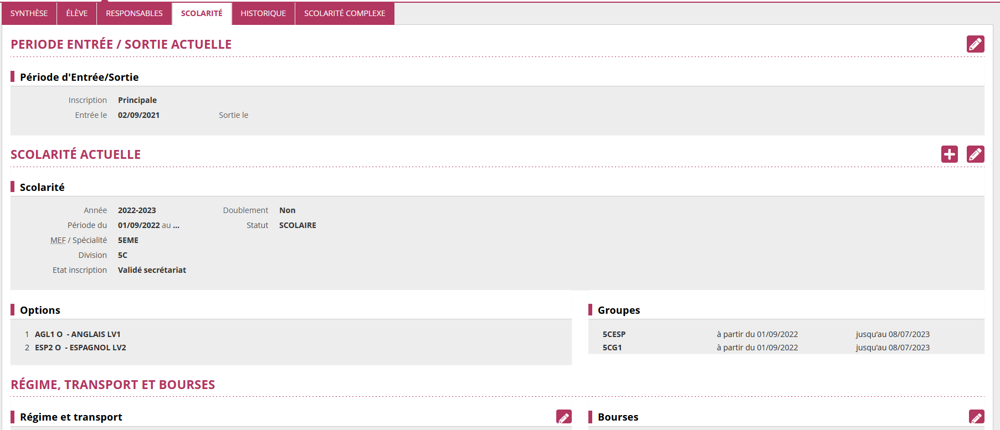 SYNTHÈSE ÉLÈVE RESPONSABLES SCOLARITÉ HISTORIQUE SCOLARITÉ COMPLEXE
PERIODE ENTRÉE / SORTIE ACTUELLE
Période d'Entrée/Sortie
Inscription Principale
Entrée le 02/09/2021 Sortie le
SCOLARITÉ ACTUELLE
Scolarité
Année 2022-2023 Doublement Non
Période du 01/09/2022 au ... Statut SCOLAIRE
MEF / Spécialité 5EME
Division 5C
Etat inscription Validé secrétariat
Options
1 AGL1 O - ANGLAIS LV1
2 ESP2 O - ESPAGNOL LV2
Groupes
5CESP à partir du 01/09/2022 jusqu'au 08/07/2023
5CG1 à partir du 01/09/2022 jusqu'au 08/07/2023
RÉGIME, TRANSPORT ET BOURSES
Régime et transport
Bourses